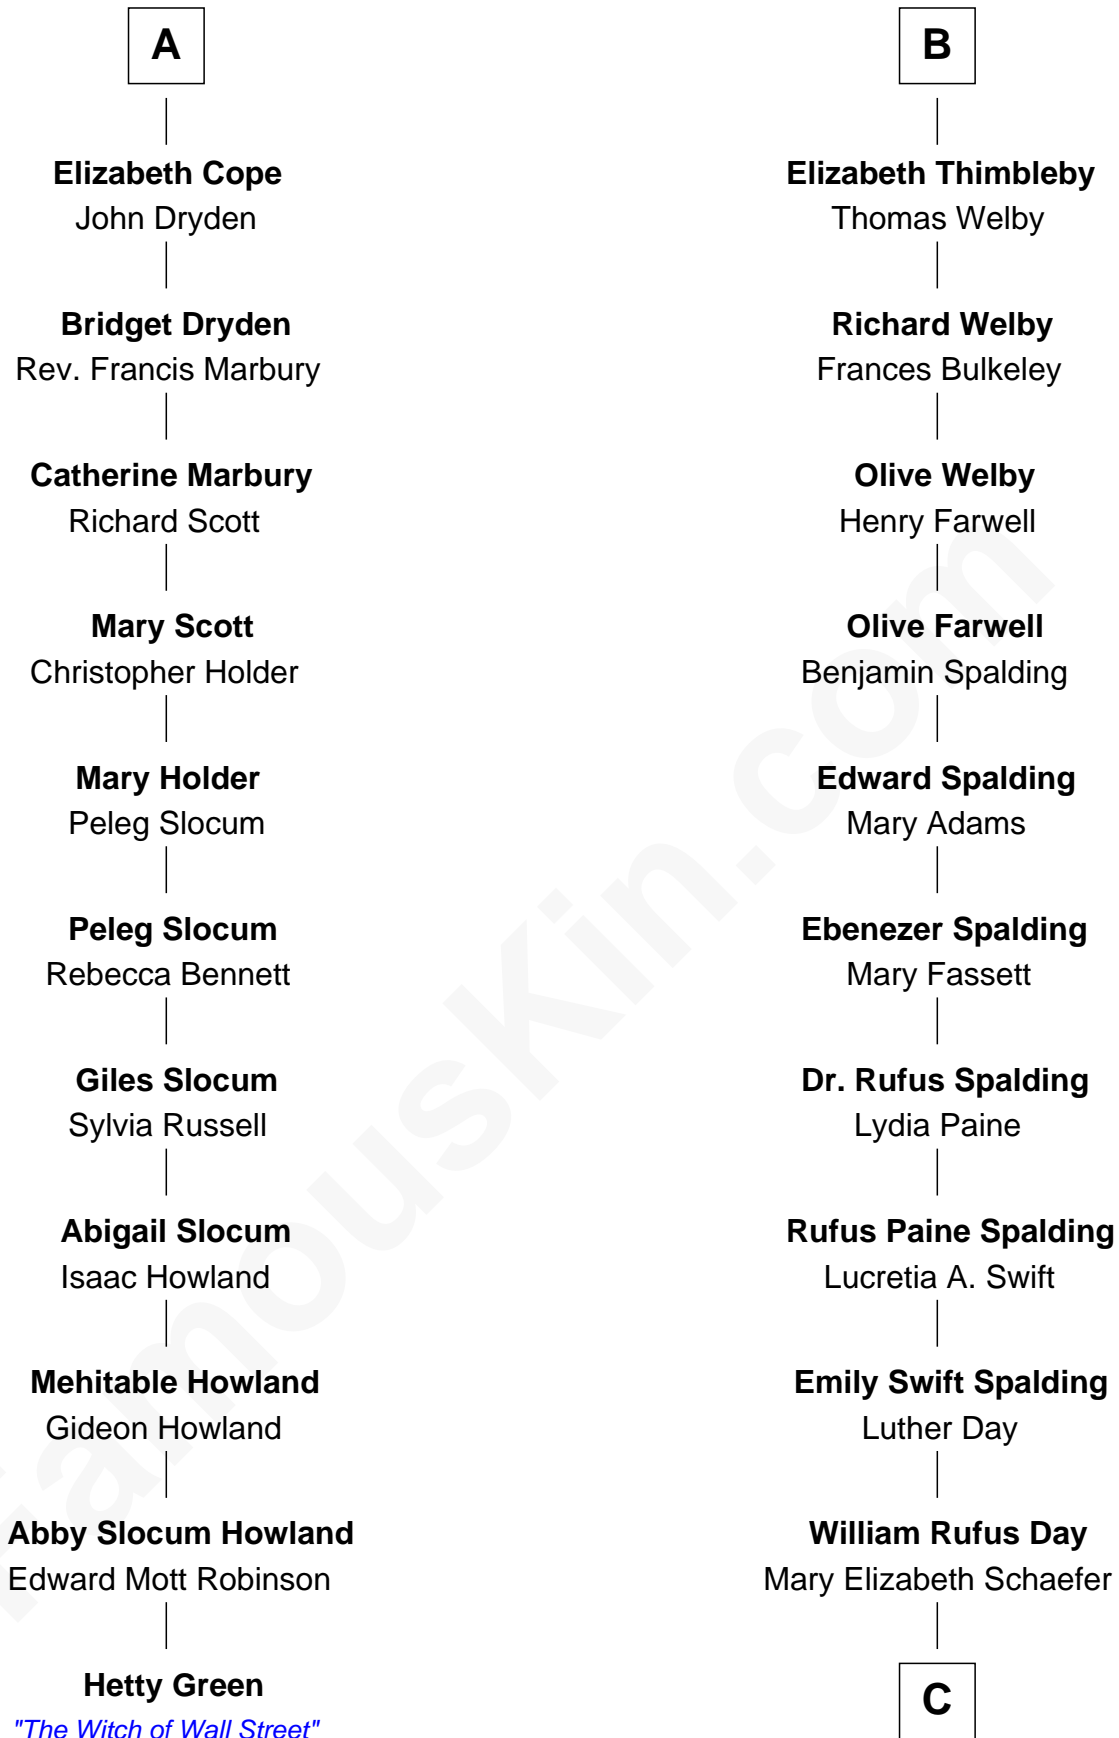 A
Elizabeth Cope
John Dryden
Bridget Dryden
Rev. Francis Marbury
Catherine Marbury
Richard Scott
Mary Scott
Christopher Holder
Mary Holder
Peleg Slocum
Peleg Slocum
Rebecca Bennett
Giles Slocum
Sylvia Russell
Abigail Slocum
Isaac Howland
Mehitable Howland
Gideon Howland
Abby Slocum Howland
Edward Mott Robinson
Hetty Green
"The Witch of Wall Street"
B
Elizabeth Thimbleby
Thomas Welby
Richard Welby
Frances Bulkeley
Olive Welby
Henry Farwell
Olive Farwell
Benjamin Spalding
Edward Spalding
Mary Adams
Ebenezer Spalding
Mary Fassett
Dr. Rufus Spalding
Lydia Paine
Rufus Paine Spalding
Lucretia A. Swift
Emily Swift Spalding
Luther Day
William Rufus Day
Mary Elizabeth Schaefer
C
FamousKin.com